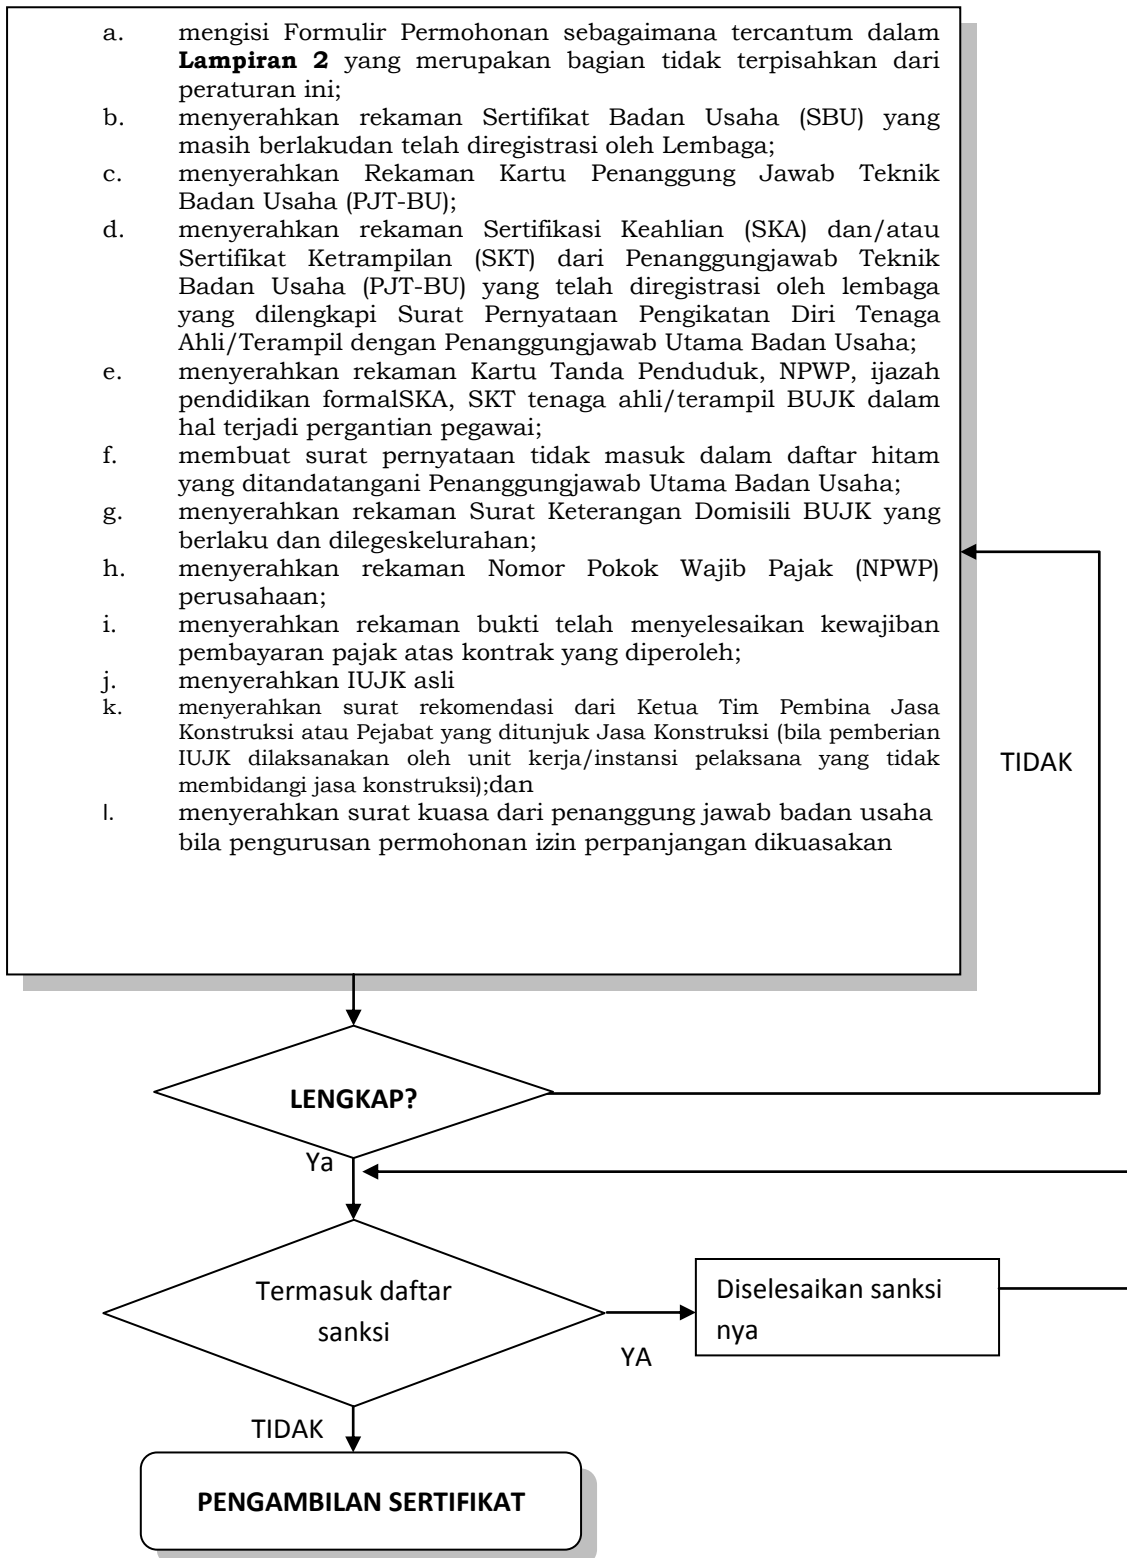 a. mengisi Formulir Permohonan sebagaimana tercantum dalam
Lampiran 2 yang merupakan bagian tidak terpisahkan dari
peraturan ini;
b. menyerahkan rekaman Sertifikat Badan Usaha (SBU) yang
masih berlakudan telah diregistrasi oleh Lembaga;
c. menyerahkan Rekaman Kartu Penanggung Jawab Teknik
Badan Usaha (PJT-BU);
d. menyerahkan rekaman Sertifikasi Keahlian (SKA) dan/atau
Sertifikat Ketrampilan (SKT) dari Penanggungjawab Teknik
Badan Usaha (PJT-BU) yang telah diregistrasi oleh lembaga
yang dilengkapi Surat Pernyataan Pengikatan Diri Tenaga
Ahli/Terampil dengan Penanggungjawab Utama Badan Usaha;
e. menyerahkan rekaman Kartu Tanda Penduduk, NPWP, ijazah
pendidikan formalSKA, SKT tenaga ahli/terampil BUJK dalam
hal terjadi pergantian pegawai;
f. membuat surat pernyataan tidak masuk dalam daftar hitam
yang ditandatangani Penanggungjawab Utama Badan Usaha;
g. menyerahkan rekaman Surat Keterangan Domisili BUJK yang
berlaku dan dilegeskelurahan;
h. menyerahkan rekaman Nomor Pokok Wajib Pajak (NPWP)
perusahaan;
i. menyerahkan rekaman bukti telah menyelesaikan kewajiban
pembayaran pajak atas kontrak yang diperoleh;
j. menyerahkan IUJK asli
k. menyerahkan surat rekomendasi dari Ketua Tim Pembina Jasa
Konstruksi atau Pejabat yang ditunjuk Jasa Konstruksi (bila pemberian
IUJK dilaksanakan oleh unit kerja/instansi pelaksana yang tidak
membidangi jasa konstruksi);dan
l. menyerahkan surat kuasa dari penanggung jawab badan usaha
bila pengurusan permohonan izin perpanjangan dikuasakan
TIDAK
LENGKAP?
Ya
Termasuk daftar
sanksi
YA
Diselesaikan sanksi
nya
TIDAK
PENGAMBILAN SERTIFIKAT